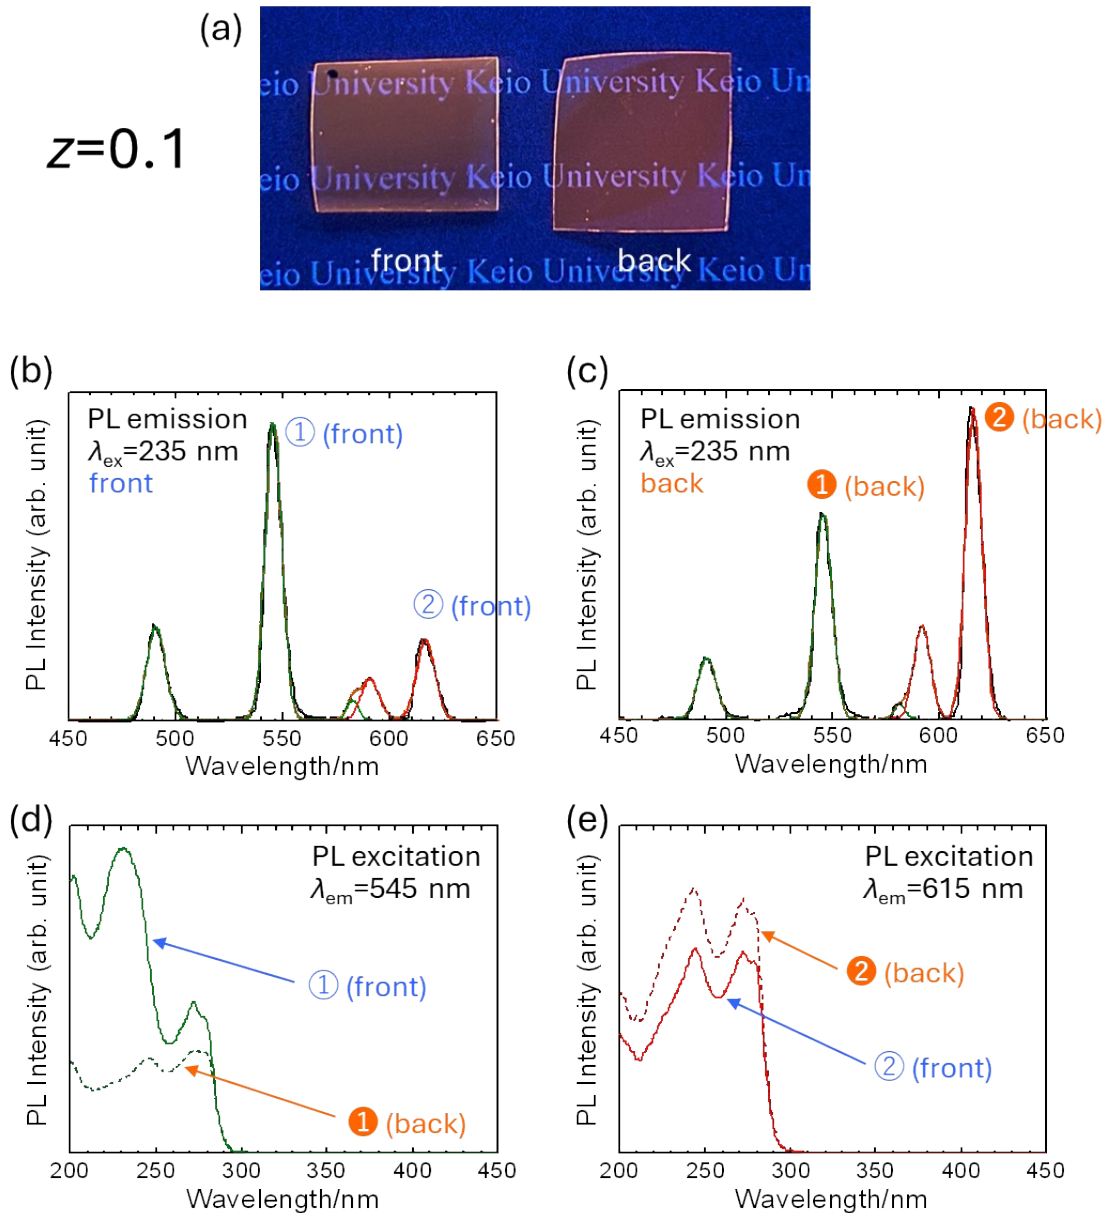 (a)
z=0.1
eio University Keio University Keio Un
eio University Keio University Keio Un
front back
eio University Keio University Keio Un
(b)
PL emission
λex=235 nm
front
① (front)
② (front)
PL Intensity (arb. unit)
450 500 550 600 650
Wavelength/nm
(c)
PL emission
λex=235 nm
back
❶ (back)
❷ (back)
PL Intensity (arb. unit)
450 500 550 600 650
Wavelength/nm
(d)
PL excitation
λem=545 nm
① (front)
❶ (back)
PL Intensity (arb. unit)
200 250 300 350 400 450
Wavelength/nm
(e)
PL excitation
λem=615 nm
❷ (back)
② (front)
PL Intensity (arb. unit)
200 250 300 350 400 450
Wavelength/nm